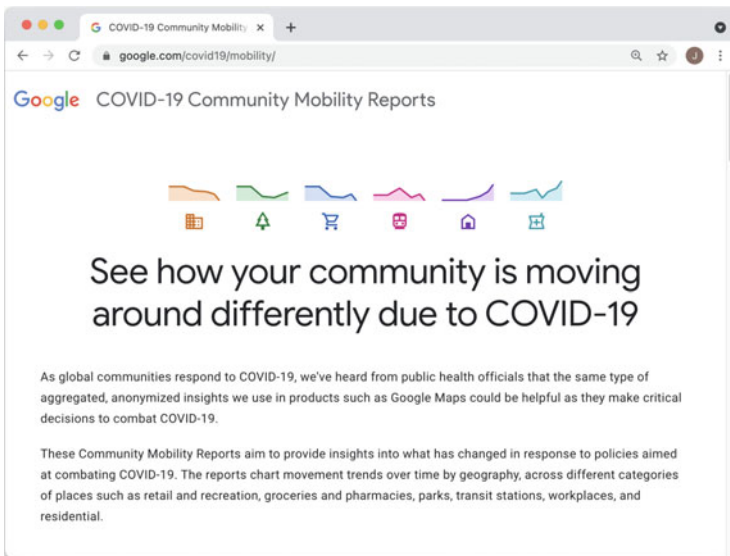 COVID-19 Community Mobility
google.com/covid19/mobility/
J
Google COVID-19 Community Mobility Reports
See how your community is moving
around differently due to COVID-19
As global communities respond to COVID-19, we've heard from public health officials that the same type of
aggregated, anonymized insights we use in products such as Google Maps could be helpful as they make critical
decisions to combat COVID-19.
These Community Mobility Reports aim to provide insights into what has changed in response to policies aimed
at combating COVID-19. The reports chart movement trends over time by geography, across different categories
of places such as retail and recreation, groceries and pharmacies, parks, transit stations, workplaces, and
residential.